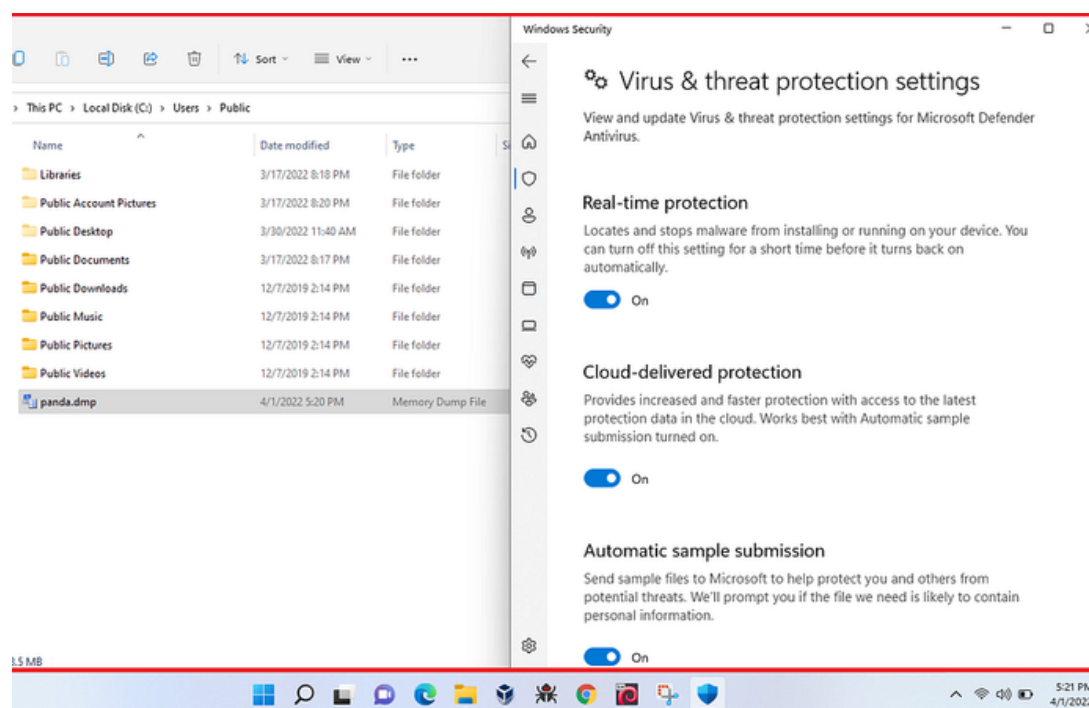 Windows Security
Sort
View
This PC > Local Disk (C:) > Users > Public
Name Date modified Type
Libraries 3/17/2022 8:18 PM File folder
Public Account Pictures 3/17/2022 8:20 PM File folder
Public Desktop 3/30/2022 11:40 AM File folder
Public Documents 3/17/2022 8:17 PM File folder
Public Downloads 12/7/2019 2:14 PM File folder
Public Music 12/7/2019 2:14 PM File folder
Public Pictures 12/7/2019 2:14 PM File folder
Public Videos 12/7/2019 2:14 PM File folder
panda.dmp 4/1/2022 5:20 PM Memory Dump File
Virus & threat protection settings
View and update Virus & threat protection settings for Microsoft Defender
Antivirus.
Real-time protection
Locates and stops malware from installing or running on your device. You
can turn off this setting for a short time before it turns back on
automatically.
On
Cloud-delivered protection
Provides increased and faster protection with access to the latest
protection data in the cloud. Works best with Automatic sample
submission turned on.
On
Automatic sample submission
Send sample files to Microsoft to help protect you and others from
potential threats. We'll prompt you if the file we need is likely to contain
personal information.
On
5:21 PM